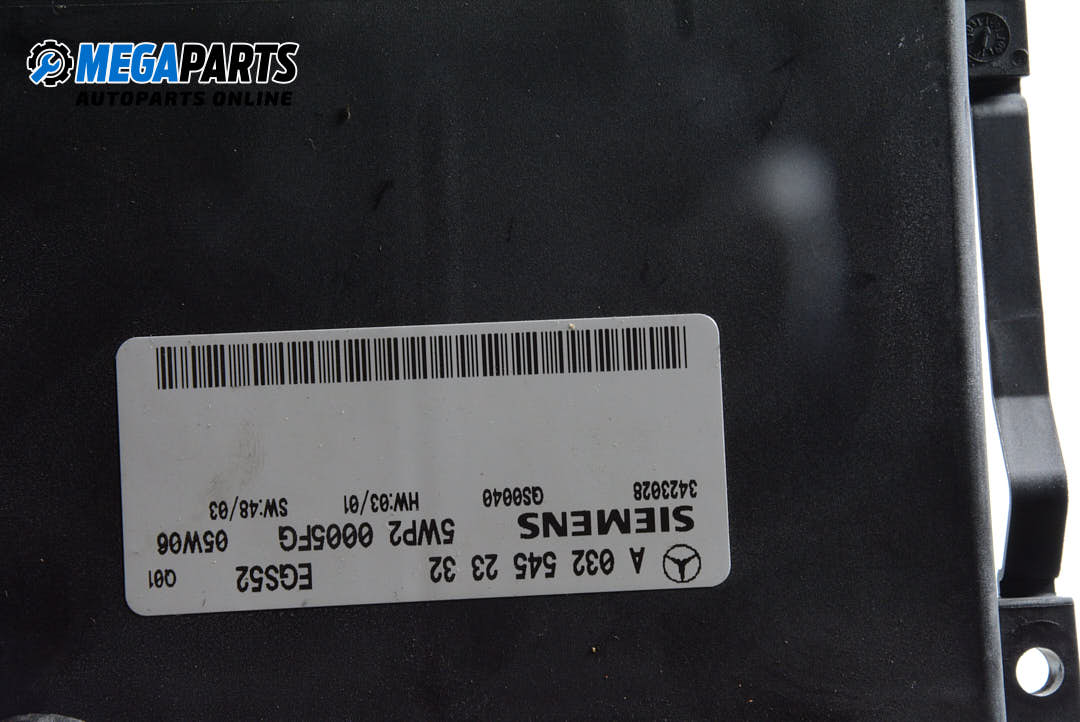 MEGAPARTS
AUTOPARTS ONLINE
A 032 545 23 32 EGS52 Q01
SIEMENS 5WP2 0005FG 05W06
3423028 QS0040 HW:03/01 SW:48/03